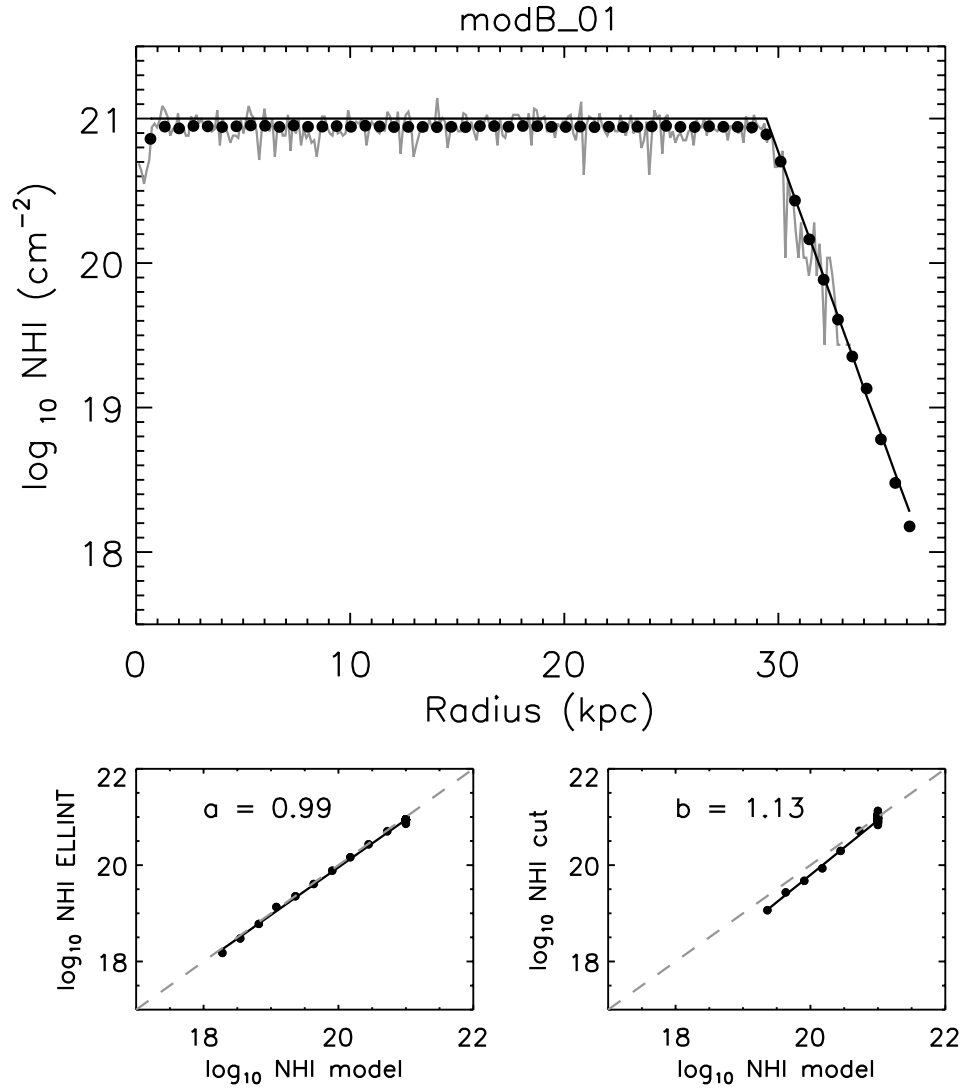 modB_01
log 10 NHI (cm−2)
21
20
19
18
0
10
20
30
Radius (kpc)
log10 NHI ELLINT
22
20
18
a = 0.99
18
20
22
log10 NHI model
log10 NHI cut
22
20
18
b = 1.13
18
20
22
log10 NHI model